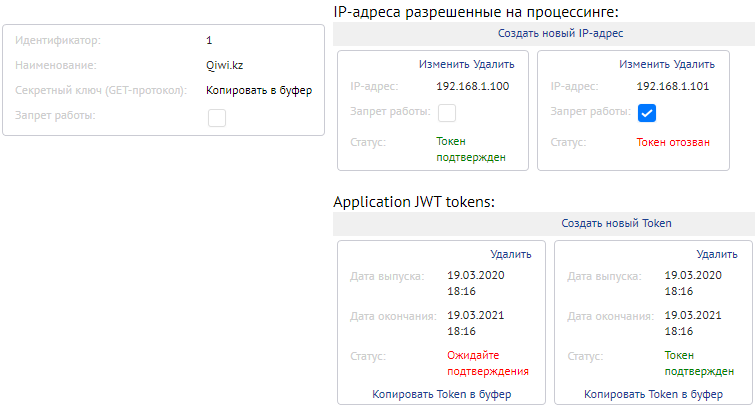 Идентификатор: 1
Наименование: Qiwi.kz
Секретный ключ (GET-протокол): Копировать в буфер
Запрет работы:
IP-адреса разрешенные на процессинге:
Создать новый IP-адрес
Изменить Удалить
IP-адрес: 192.168.1.100
Запрет работы:
Статус: Токен
подтвержден
Изменить Удалить
IP-адрес: 192.168.1.101
Запрет работы:
Статус: Токен отозван
Application JWT tokens:
Создать новый Token
Удалить
Дата выпуска: 19.03.2020
18:16
Дата окончания: 19.03.2021
18:16
Статус: Ожидайте
подтверждения
Копировать Token в буфер
Удалить
Дата выпуска: 19.03.2020
18:16
Дата окончания: 19.03.2021
18:16
Статус: Токен
подтвержден
Копировать Token в буфер